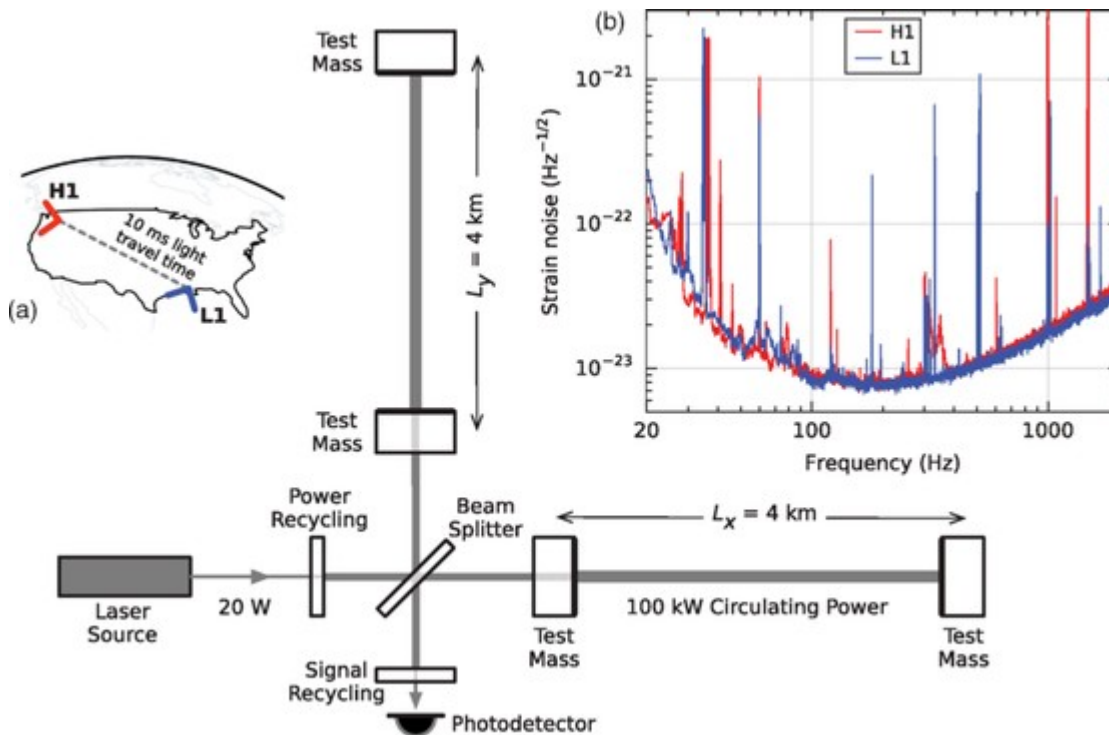 Test
Mass
(b)
H1
L1
10⁻²¹
10⁻²²
10⁻²³
Strain noise (Hz⁻¹/²)
20
100
1000
Frequency (Hz)
H1
10 ms light
travel time
L1
(a)
L_y = 4 km
Test
Mass
Power
Recycling
Beam
Splitter
L_x = 4 km
Laser
Source
20 W
100 kW Circulating Power
Test
Mass
Test
Mass
Signal
Recycling
Photodetector